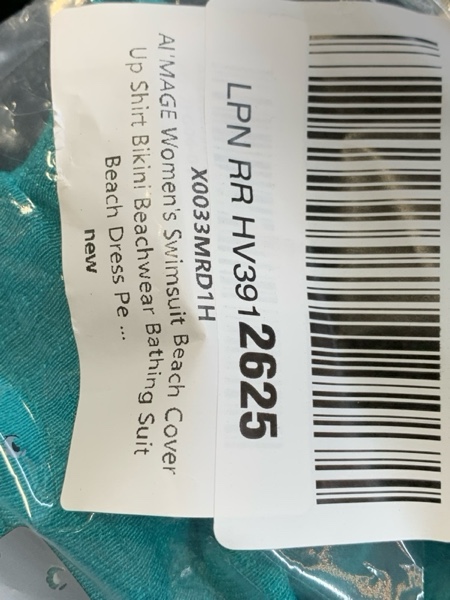 LPN RR HV3912625
X0033MRD1H
AI'MAGE Women's Swimsuit Beach Cover
Up Shirt Bikini Beachwear Bathing Suit
Beach Dress Pe ...
new